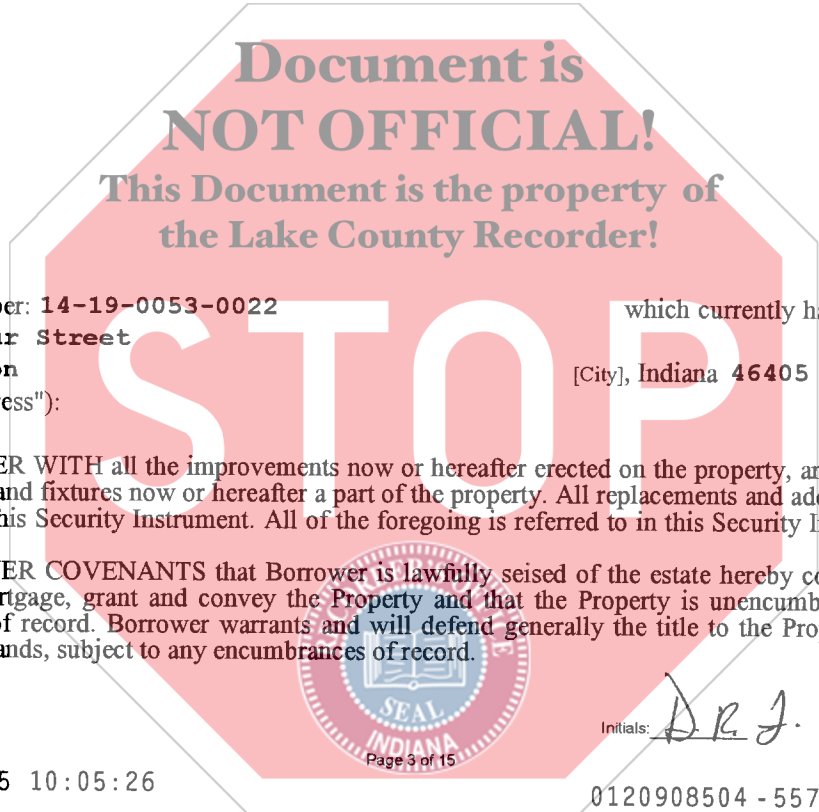 Document is
NOT OFFICIAL!
This Document is the property of
the Lake County Recorder!
er: 14-19-0053-0022 which currently ha
r Street
n [City], Indiana 46405
ess"):
STOP
ER WITH all the improvements now or hereafter erected on the property, an
and fixtures now or hereafter a part of the property. All replacements and add
his Security Instrument. All of the foregoing is referred to in this Security I
ER COVENANTS that Borrower is lawfully seised of the estate hereby co
rtgage, grant and convey the Property and that the Property is unencumb
of record. Borrower warrants and will defend generally the title to the Pro
ands, subject to any encumbrances of record.
SEAL
INDIANA
Initials: D. R. J.
Page 3 of 15
5 10:05:26
0120908504 - 557